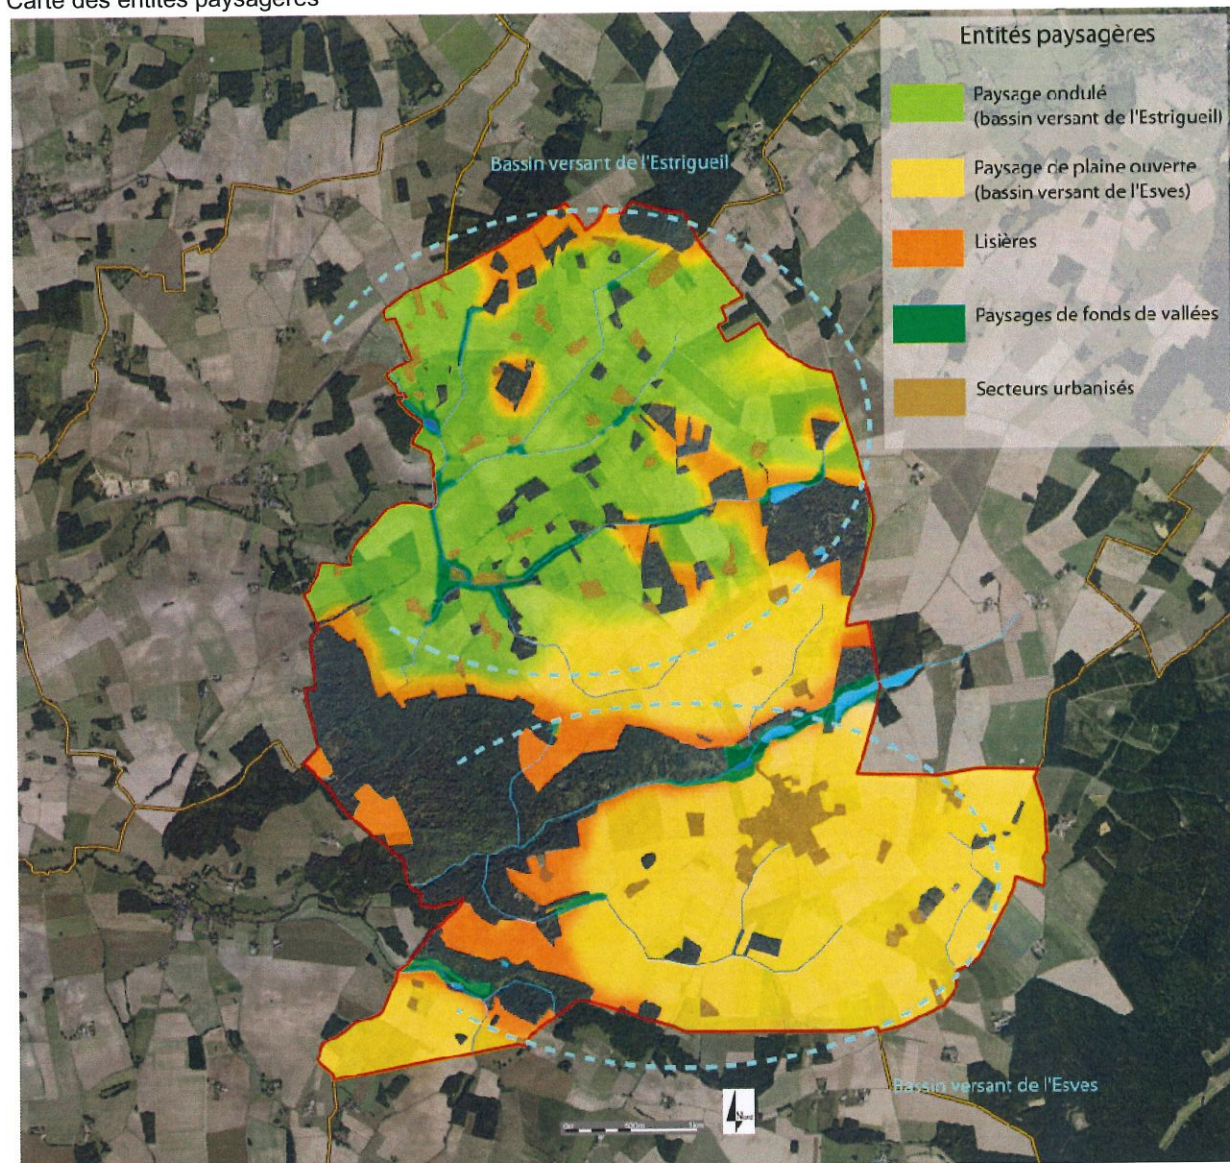 Carte des entités paysagères
Entités paysagères
Paysage ondulé
(bassin versant de l'Estrigueil)
Paysage de plaine ouverte
(bassin versant de l'Esves)
Lisières
Paysages de fonds de vallées
Secteurs urbanisés
Bassin versant de l'Estrigueil
Bassin versant de l'Esves
Nord